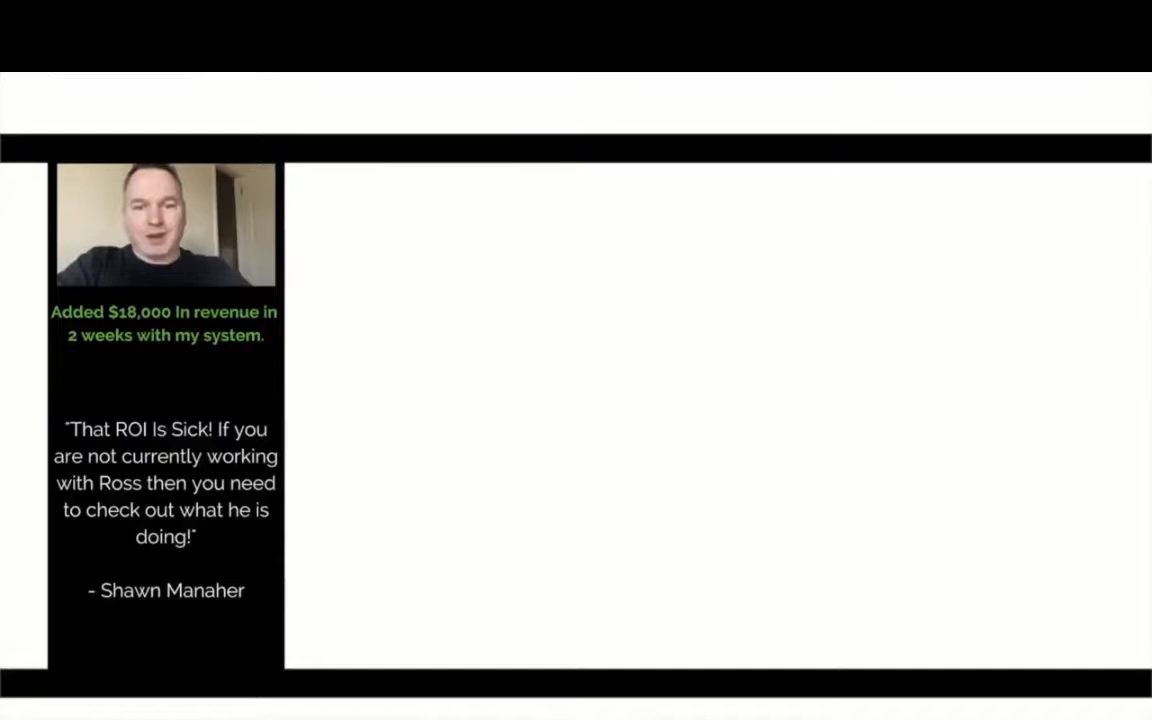 Added $18,000 In revenue in
2 weeks with my system.
"That ROI Is Sick! If you
are not currently working
with Ross then you need
to check out what he is
doing!"
- Shawn Manaher